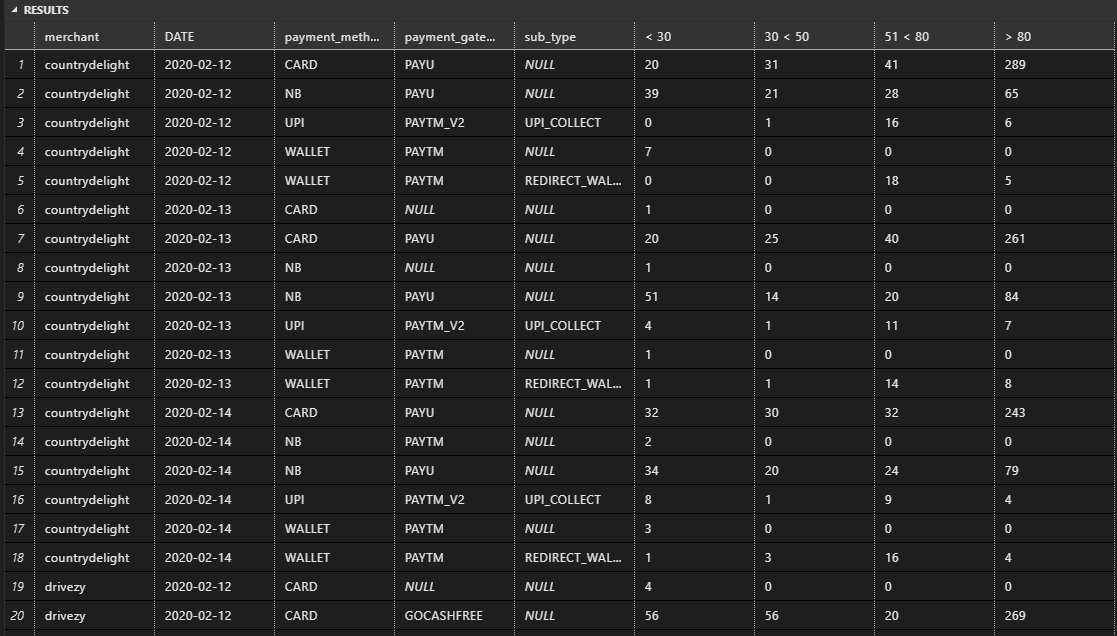 RESULTS
merchant DATE payment_meth... payment_gate... sub_type < 30 30 < 50 51 < 80 > 80
1 countrydelight 2020-02-12 CARD PAYU NULL 20 31 41 289
2 countrydelight 2020-02-12 NB PAYU NULL 39 21 28 65
3 countrydelight 2020-02-12 UPI PAYTM_V2 UPI_COLLECT 0 1 16 6
4 countrydelight 2020-02-12 WALLET PAYTM NULL 7 0 0 0
5 countrydelight 2020-02-12 WALLET PAYTM REDIRECT_WAL... 0 0 18 5
6 countrydelight 2020-02-13 CARD NULL NULL 1 0 0 0
7 countrydelight 2020-02-13 CARD PAYU NULL 20 25 40 261
8 countrydelight 2020-02-13 NB NULL NULL 1 0 0 0
9 countrydelight 2020-02-13 NB PAYU NULL 51 14 20 84
10 countrydelight 2020-02-13 UPI PAYTM_V2 UPI_COLLECT 4 1 11 7
11 countrydelight 2020-02-13 WALLET PAYTM NULL 1 0 0 0
12 countrydelight 2020-02-13 WALLET PAYTM REDIRECT_WAL... 1 1 14 8
13 countrydelight 2020-02-14 CARD PAYU NULL 32 30 32 243
14 countrydelight 2020-02-14 NB PAYTM NULL 2 0 0 0
15 countrydelight 2020-02-14 NB PAYU NULL 34 20 24 79
16 countrydelight 2020-02-14 UPI PAYTM_V2 UPI_COLLECT 8 1 9 4
17 countrydelight 2020-02-14 WALLET PAYTM NULL 3 0 0 0
18 countrydelight 2020-02-14 WALLET PAYTM REDIRECT_WAL... 1 3 16 4
19 drivezy 2020-02-12 CARD NULL NULL 4 0 0 0
20 drivezy 2020-02-12 CARD GOCASHFREE NULL 56 56 20 269